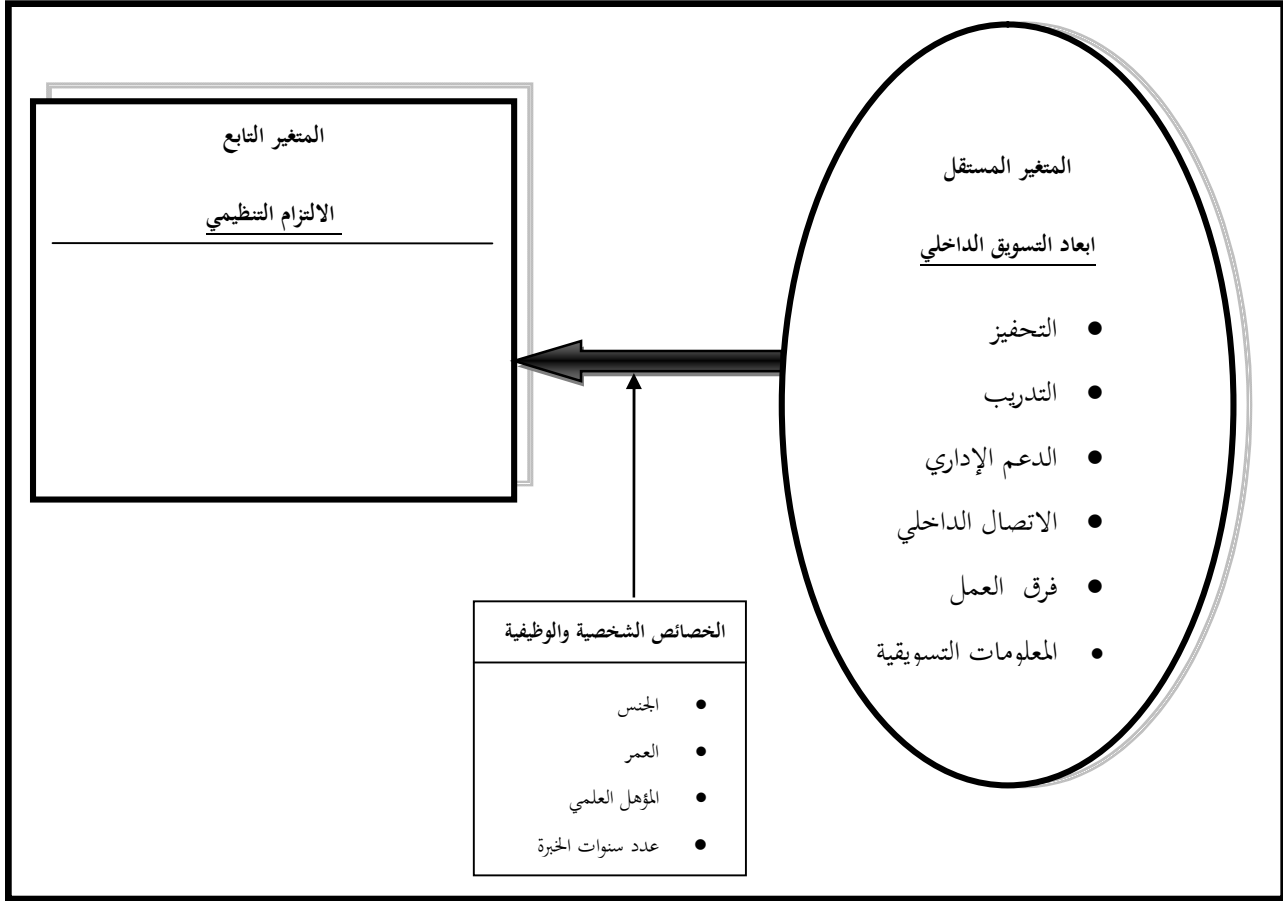 المتغير المستقل
ابعاد التسويق الداخلي
التحفيز
التدريب
الدعم الإداري
الاتصال الداخلي
فرق العمل
المعلومات التسويقية
المتغير التابع
الالتزام التنظيمي
الخصائص الشخصية والوظيفية
الجنس
العمر
المؤهل العلمي
عدد سنوات الخبرة